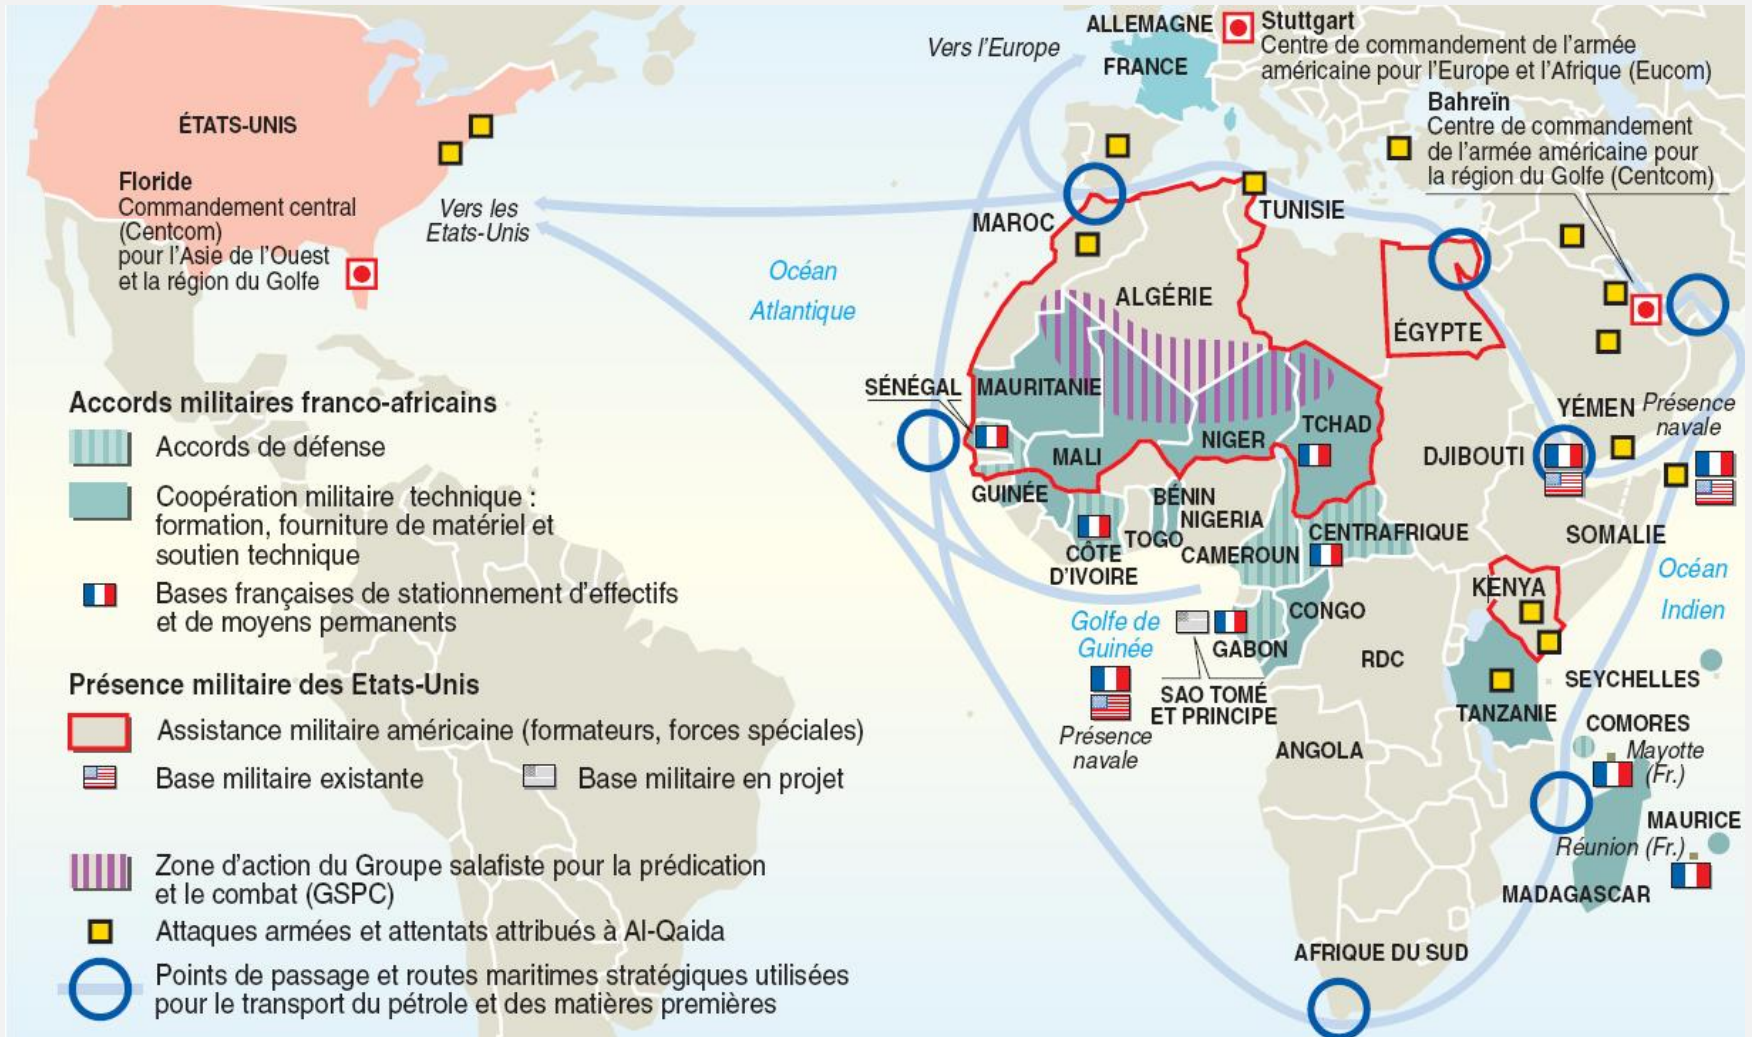 ÉTATS-UNIS
Floride
Commandement central
(Centcom)
pour l'Asie de l'Ouest
et la région du Golfe
Vers les
Etats-Unis
Océan
Atlantique
Vers l'Europe
ALLEMAGNE
FRANCE
Stuttgart
Centre de commandement de l'armée
américaine pour l'Europe et l'Afrique (Eucom)
Bahreïn
Centre de commandement
de l'armée américaine pour
la région du Golfe (Centcom)
MAROC
TUNISIE
ALGÉRIE
ÉGYPTE
SÉNÉGAL
MAURITANIE
MALI
NIGER
TCHAD
YÉMEN
Présence
navale
DJIBOUTI
GUINÉE
BÉNIN
NIGERIA
TOGO
CÔTE
D'IVOIRE
CAMEROUN
CENTRAFRIQUE
SOMALIE
KENYA
Océan
Indien
Golfe de
Guinée
CONGO
GABON
RDC
SAO TOMÉ
ET PRINCIPE
Présence
navale
SEYCHELLES
TANZANIE
COMORES
Mayotte
(Fr.)
ANGOLA
MAURICE
Réunion (Fr.)
MADAGASCAR
AFRIQUE DU SUD
Accords militaires franco-africains
Accords de défense
Coopération militaire technique :
formation, fourniture de matériel et
soutien technique
Bases françaises de stationnement d'effectifs
et de moyens permanents
Présence militaire des Etats-Unis
Assistance militaire américaine (formateurs, forces spéciales)
Base militaire existante
Base militaire en projet
Zone d'action du Groupe salafiste pour la prédication
et le combat (GSPC)
Attaques armées et attentats attribués à Al-Qaida
Points de passage et routes maritimes stratégiques utilisées
pour le transport du pétrole et des matières premières